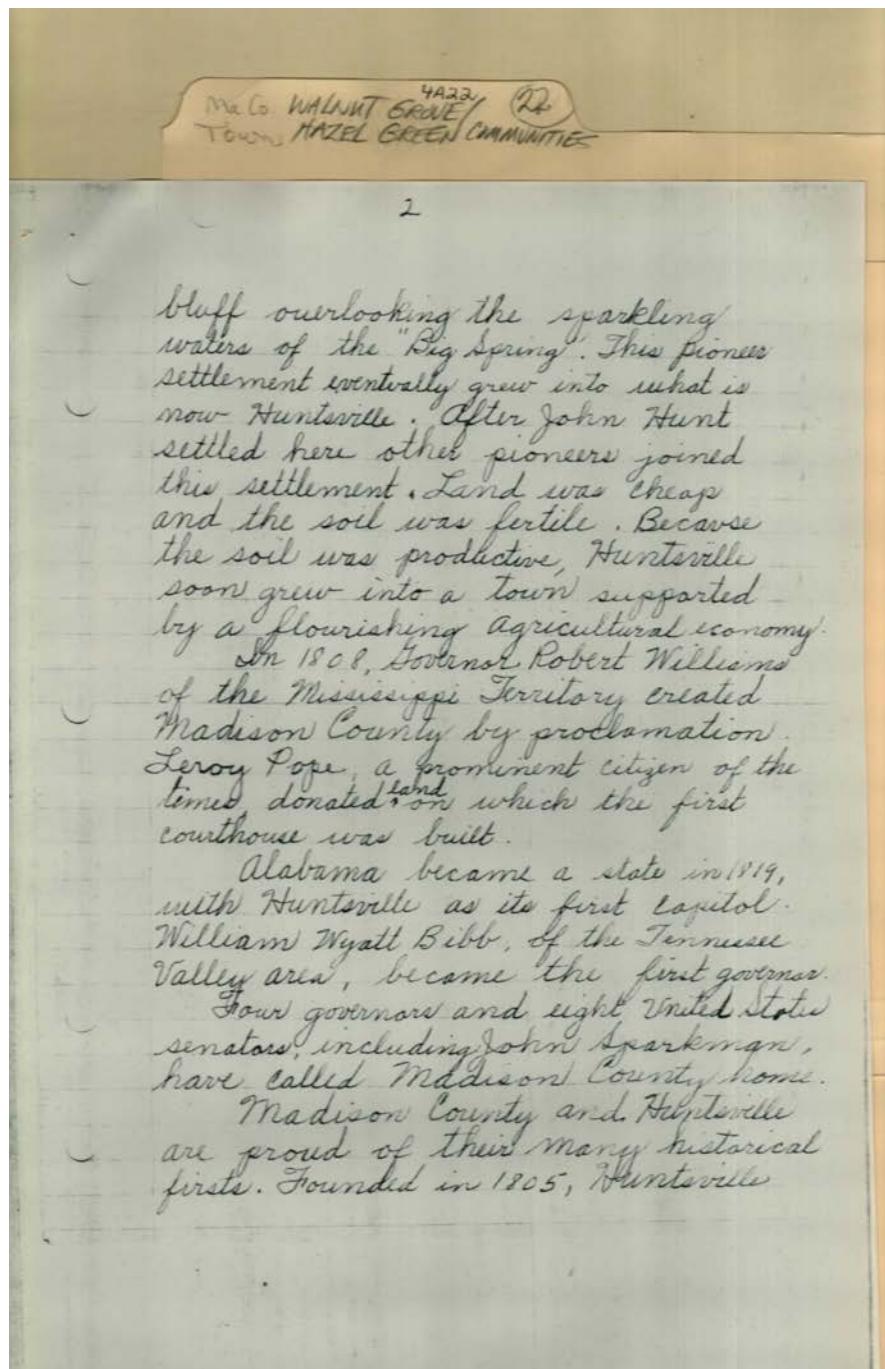 4A22
Ma Co. WALNUT GROVE/ 22
Town HAZEL GREEN COMMUNITIES
2
bluff overlooking the sparkling
waters of the "Big Spring". This pioneer
settlement eventually grew into what is
now Huntsville. After John Hunt
settled here other pioneers joined
this settlement. Land was cheap
and the soil was fertile. Because
the soil was productive, Huntsville
soon grew into a town supported
by a flourishing agricultural economy.
In 1808, Governor Robert Williams
of the Mississippi Territory created
Madison County by proclamation.
Leroy Pope, a prominent citizen of the
times, donated land on which the first
courthouse was built.
Alabama became a state in 1819,
with Huntsville as its first capitol.
William Wyatt Bibb, of the Tennessee
Valley area, became the first governor.
Four governors and eight United States
senators, including John Sparkman,
have called Madison County home.
Madison County and Huntsville
are proud of their many historical
firsts. Founded in 1805, Huntsville